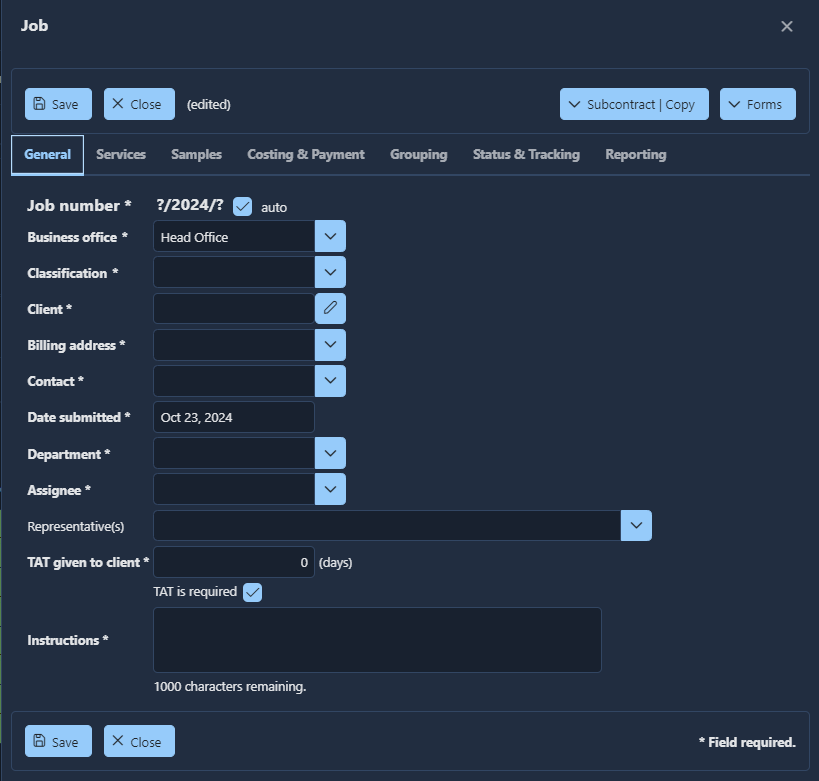 Job
Save Close (edited) Subcontract | Copy Forms
General Services Samples Costing & Payment Grouping Status & Tracking Reporting
Job number * ?/2024/? auto
Business office * Head Office
Classification *
Client *
Billing address *
Contact *
Date submitted * Oct 23, 2024
Department *
Assignee *
Representative(s)
TAT given to client * 0 (days)
TAT is required
Instructions *
1000 characters remaining.
Save Close * Field required.